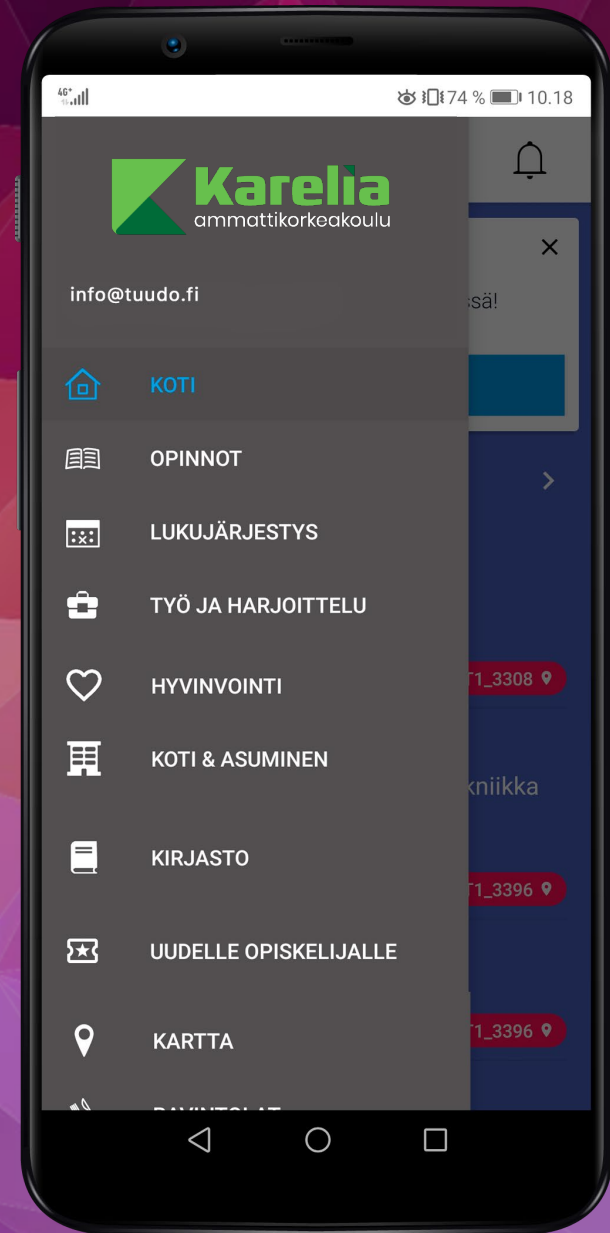 4G+
74 % 10.18
Karelia
ammattikorkeakoulu
info@tuudo.fi
ssä!
KOTI
OPINNOT
LUKUJÄRJESTYS
TYÖ JA HARJOITTELU
HYVINVOINTI
T1_3308
KOTI & ASUMINEN
kniikka
KIRJASTO
T1_3396
UUDELLE OPISKELIJALLE
KARTTA
T1_3396
RAVINTOLAT